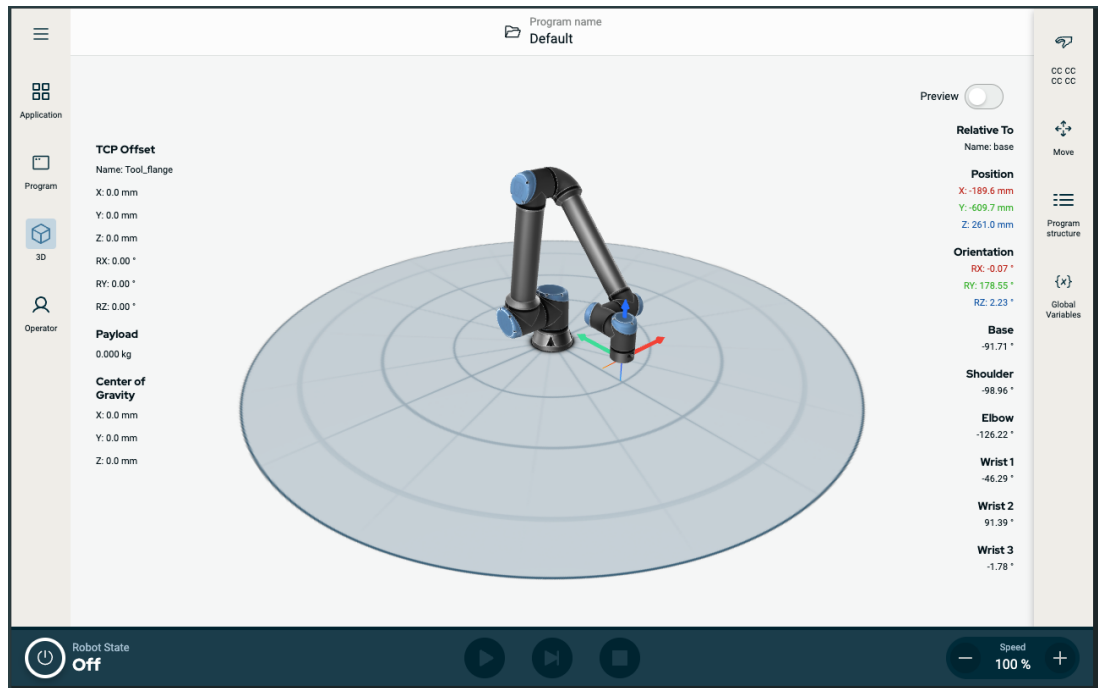 Program name
Default
Application
Program
3D
Operator
TCP Offset
Name: Tool_flange
X: 0.0 mm
Y: 0.0 mm
Z: 0.0 mm
RX: 0.00 °
RY: 0.00 °
RZ: 0.00 °
Payload
0.000 kg
Center of
Gravity
X: 0.0 mm
Y: 0.0 mm
Z: 0.0 mm
Preview
Relative To
Name: base
Position
X: -189.6 mm
Y: -609.7 mm
Z: 261.0 mm
Orientation
RX: -0.07 °
RY: 178.55 °
RZ: 2.23 °
Base
-91.71 °
Shoulder
-98.96 °
Elbow
-126.22 °
Wrist 1
-46.29 °
Wrist 2
91.39 °
Wrist 3
-1.78 °
CC CC
CC CC
Move
Program
structure
{x}
Global
Variables
Robot State
Off
Speed
100 %